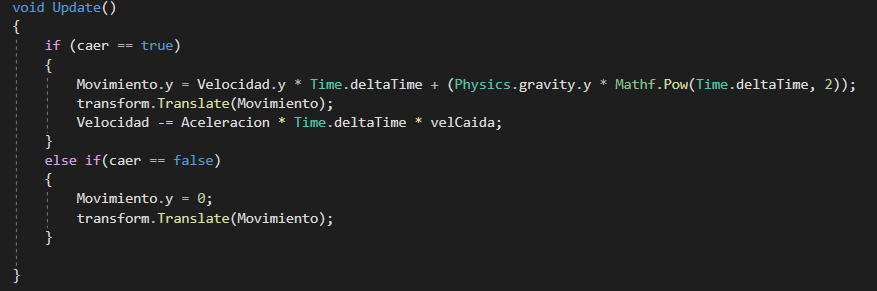 void Update()
{
if (caer == true)
{
Movimiento.y = Velocidad.y * Time.deltaTime + (Physics.gravity.y * Mathf.Pow(Time.deltaTime, 2));
transform.Translate(Movimiento);
Velocidad -= Aceleracion * Time.deltaTime * velCaida;
}
else if(caer == false)
{
Movimiento.y = 0;
transform.Translate(Movimiento);
}
}